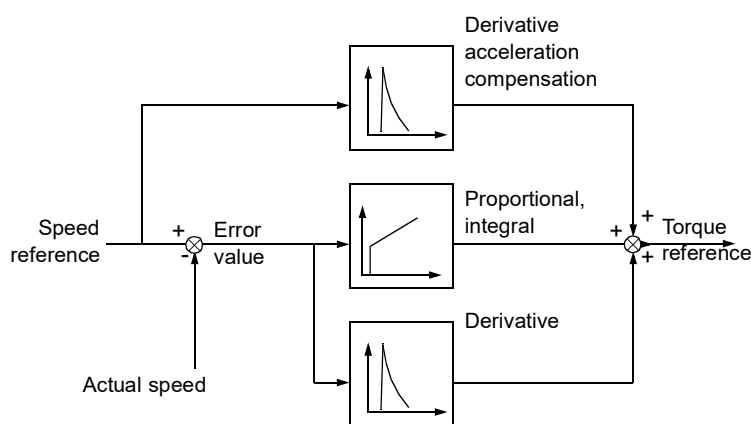 Derivative
acceleration
compensation
Speed
reference
+
-
Error
value
Proportional,
integral
+
+
+
Torque
reference
Derivative
Actual speed